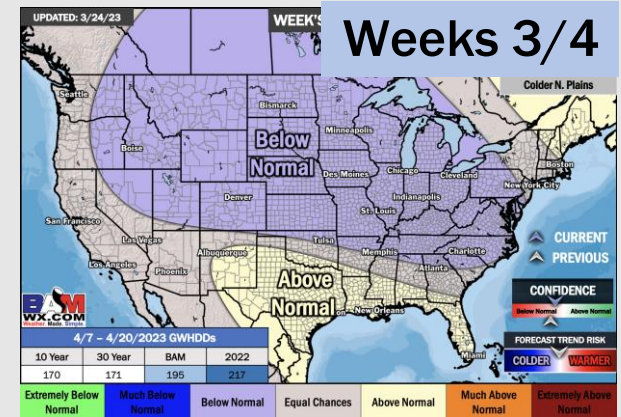 UPDATED: 3/24/23
WEEK'S
Weeks 3/4
Colder N. Plains
Seattle
Bismarck
Minneapolis
Boise
Below
Normal
Boston
Des Moines
Chicago
Cleveland
New York City
Denver
Indianapolis
St. Louis
San Francisco
Las Vegas
Tulsa
CURRENT
Albuquerque
Memphis
Charlotte
PREVIOUS
Los Angeles
Phoenix
Atlanta
Above
Normal
CONFIDENCE
Below Normal Above Normal
on
New Orleans
BAM
WX.COM
Weather. Made. Simple.
FORECAST TREND RISK
Miami
COLDER WARMER
4/7 – 4/20/2023 GWHDDs
10 Year 30 Year BAM 2022
170 171 195 217
Extremely Below Normal
Much Below Normal
Below Normal
Equal Chances
Above Normal
Much Above Normal
Extremely Above Normal